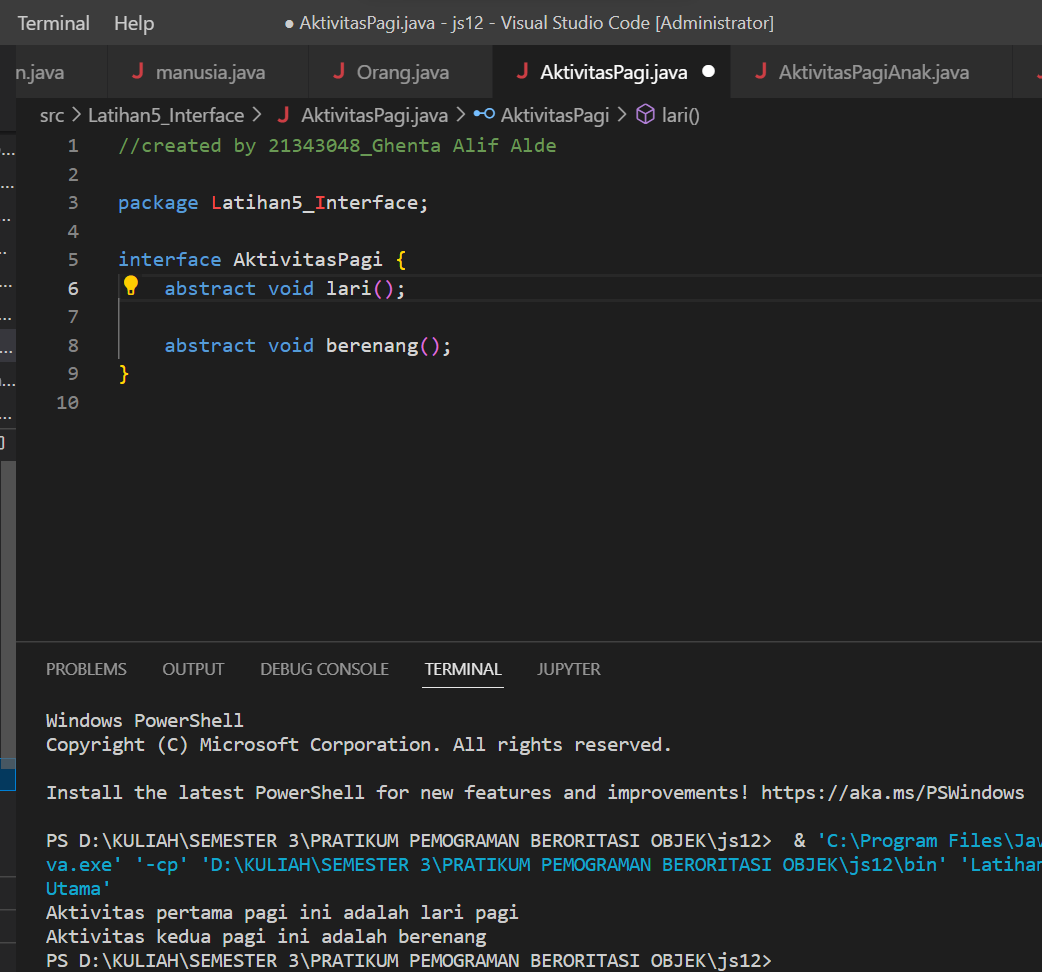 Terminal Help ● AktivitasPagi.java - js12 - Visual Studio Code [Administrator]
n.java J manusia.java J Orang.java J AktivitasPagi.java ● J AktivitasPagiAnak.java
src > Latihan5_Interface > J AktivitasPagi.java > AktivitasPagi > lari()
1 //created by 21343048_Ghenta Alif Alde
2
3 package Latihan5_Interface;
4
5 interface AktivitasPagi {
6 abstract void lari();
7
8 abstract void berenang();
9 }
10
PROBLEMS OUTPUT DEBUG CONSOLE TERMINAL JUPYTER
Windows PowerShell
Copyright (C) Microsoft Corporation. All rights reserved.
Install the latest PowerShell for new features and improvements! https://aka.ms/PSWindows
PS D:\KULIAH\SEMESTER 3\PRATIKUM PEMOGRAMAN BERORITASI OBJEK\js12> & 'C:\Program Files\Jav
va.exe' '-cp' 'D:\KULIAH\SEMESTER 3\PRATIKUM PEMOGRAMAN BERORITASI OBJEK\js12\bin' 'Latihan
Utama'
Aktivitas pertama pagi ini adalah lari pagi
Aktivitas kedua pagi ini adalah berenang
PS D:\KULIAH\SEMESTER 3\PRATIKUM PEMOGRAMAN BERORITASI OBJEK\js12>